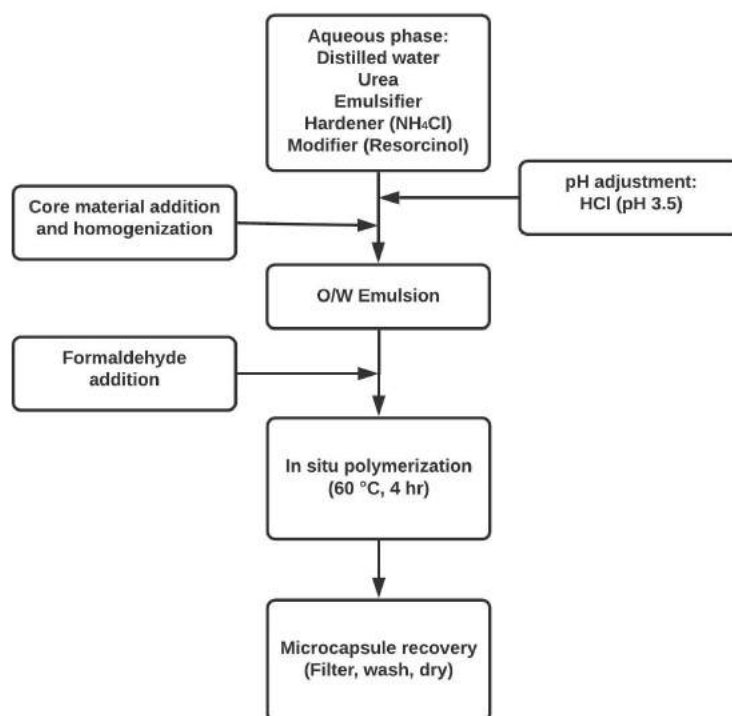 Aqueous phase:
Distilled water
Urea
Emulsifier
Hardener (NH₄Cl)
Modifier (Resorcinol)
pH adjustment:
HCl (pH 3.5)
Core material addition
and homogenization
O/W Emulsion
Formaldehyde
addition
In situ polymerization
(60 °C, 4 hr)
Microcapsule recovery
(Filter, wash, dry)